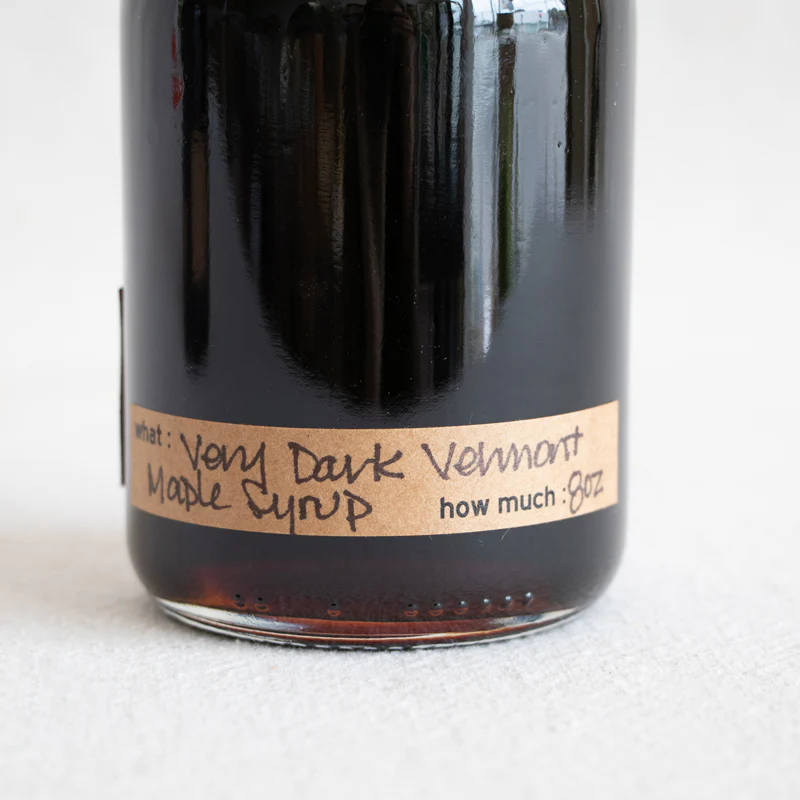 what : Very Dark Vermont
Maple Syrup how much : 8oz